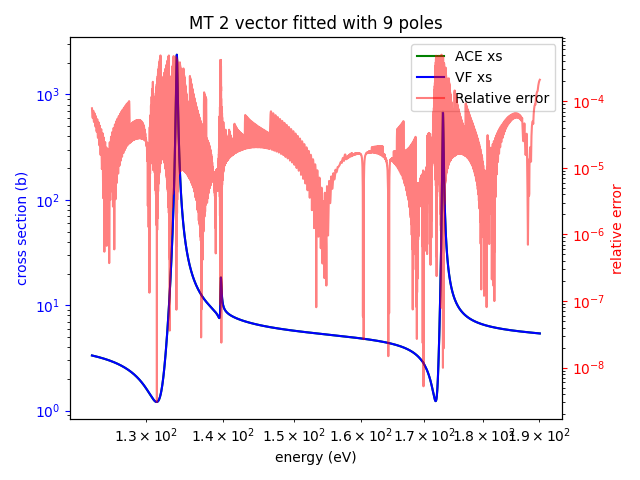 MT 2 vector fitted with 9 poles
ACE xs
VF xs
Relative error
10³
10²
10¹
10⁰
cross section (b)
10⁻⁴
10⁻⁵
10⁻⁶
10⁻⁷
10⁻⁸
relative error
1.3 × 10² 1.4 × 10² 1.5 × 10² 1.6 × 10² 1.7 × 10² 1.8 × 10² 1.9 × 10²
energy (eV)